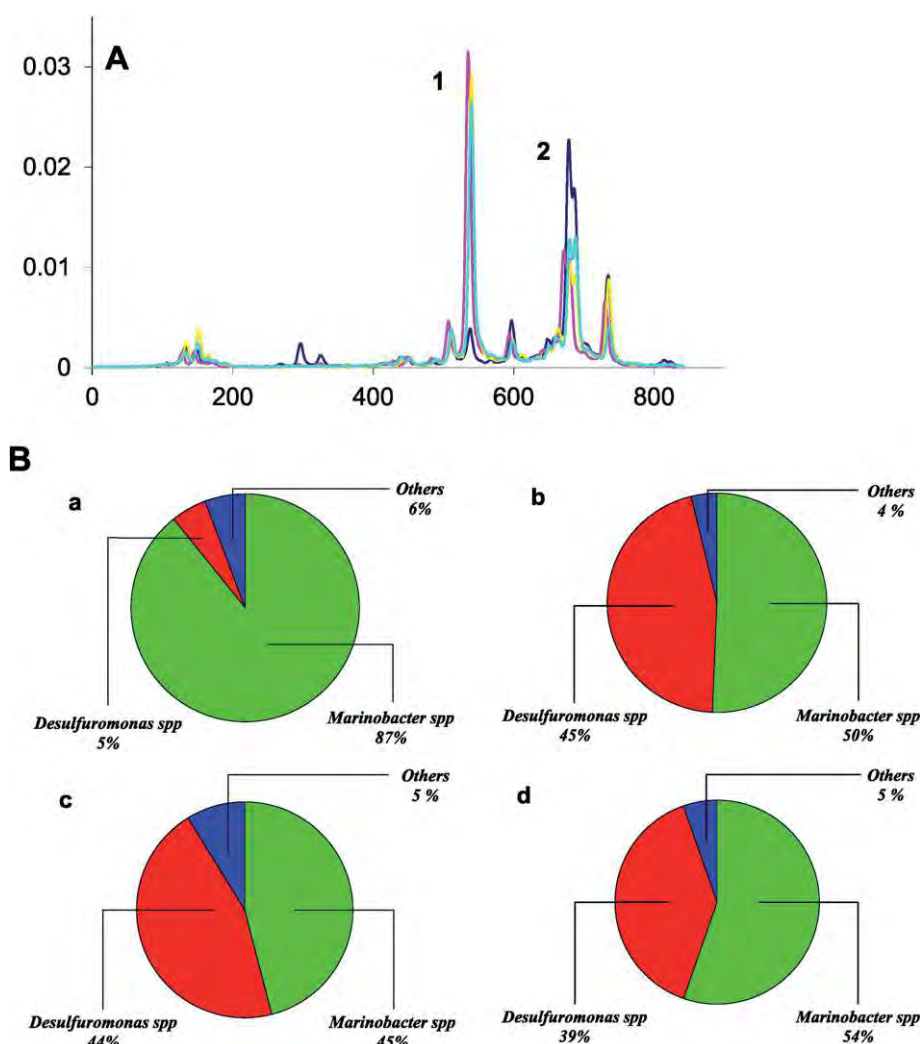 A
0.03
0.02
0.01
0
1
2
0 200 400 600 800
B
a
Others
6%
Desulfuromonas spp
5%
Marinobacter spp
87%
b
Others
4 %
Desulfuromonas spp
45%
Marinobacter spp
50%
c
Others
5 %
Desulfuromonas spp
44%
Marinobacter spp
45%
d
Others
5 %
Desulfuromonas spp
39%
Marinobacter spp
54%